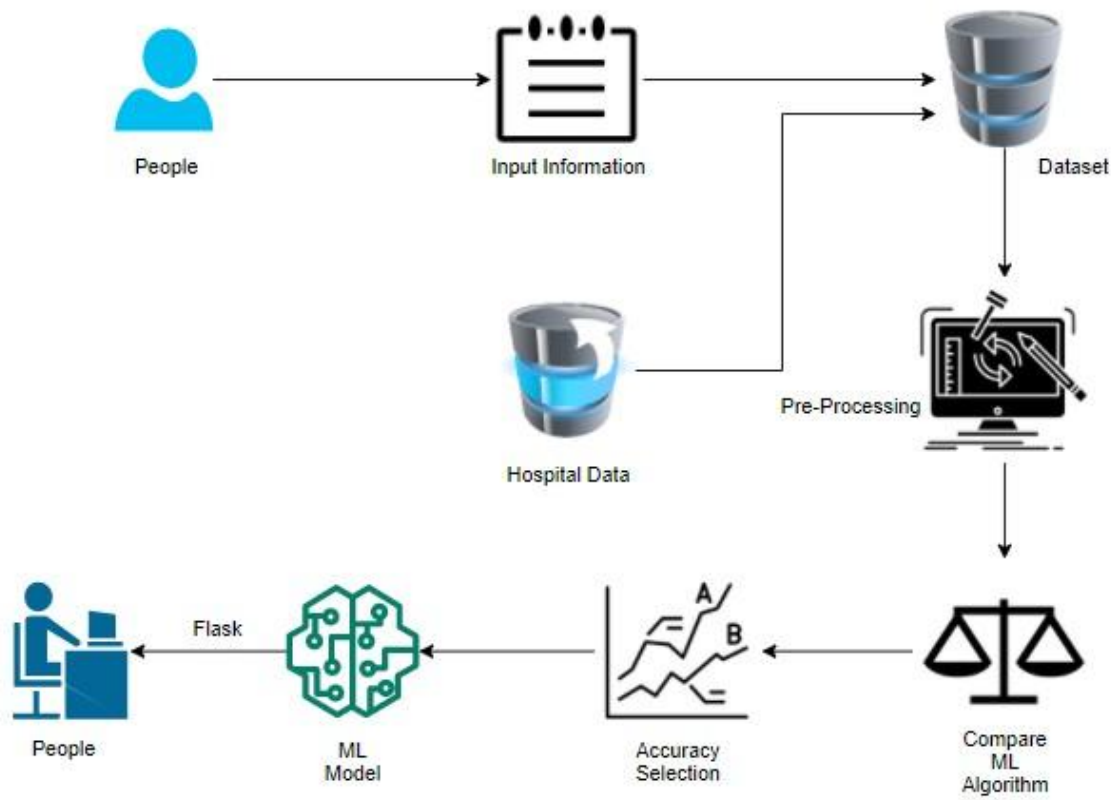 People
Input Information
Dataset
Pre-Processing
Hospital Data
A
B
Flask
People
ML
Model
Accuracy
Selection
Compare
ML
Algorithm